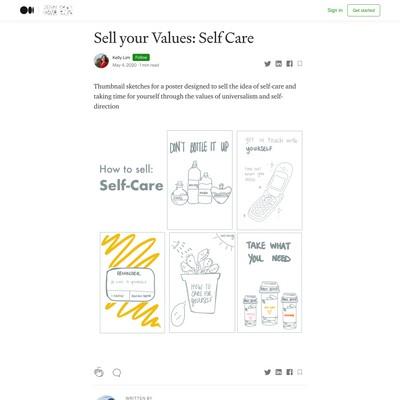 Sign in
Get started
Sell your Values: Self Care
Kelly Lim
Follow
May 4, 2020 · 1 min read
Thumbnail sketches for a poster designed to sell the idea of self-care and
taking time for yourself through the values of universalism and self-
direction
How to sell:
Self-Care
DON'T BOTTLE IT UP
get in touch with
YOURSELF
REMINDER:
TAKE WHAT
YOU NEED
HOW TO
CARE FOR
YOURSELF
WRITTEN BY